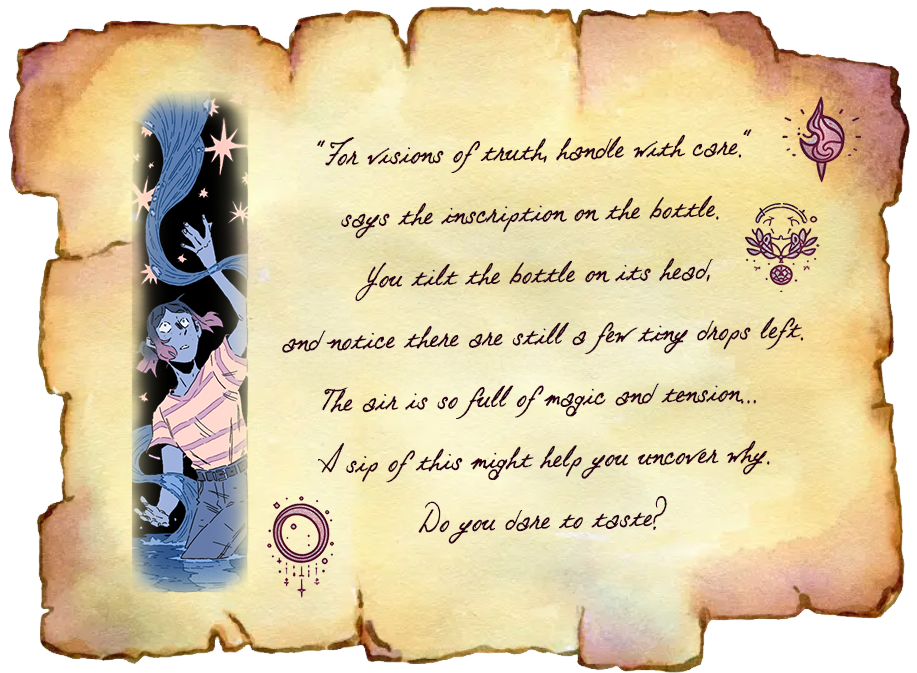 "For visions of truth, handle with care."
says the inscription on the bottle.
You tilt the bottle on its head,
and notice there are still a few tiny drops left.
The air is so full of magic and tension...
A sip of this might help you uncover why.
Do you dare to taste?